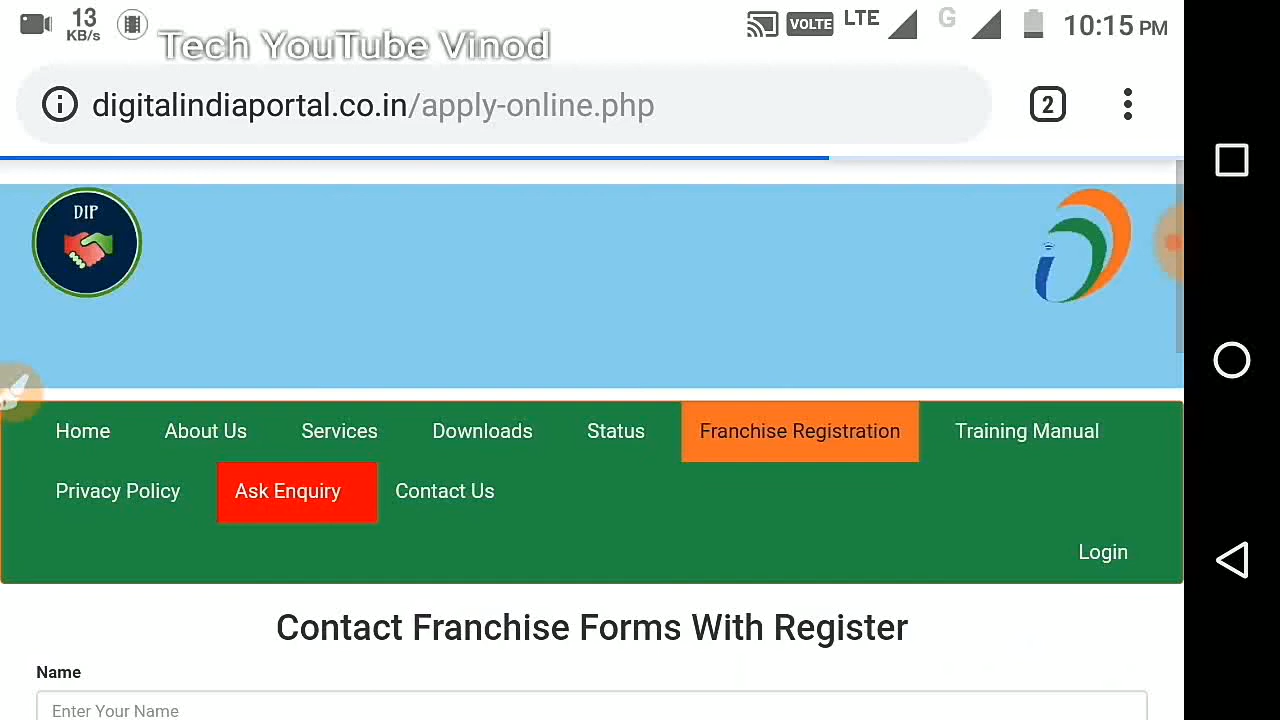 13
KB/s
VOLTE LTE G 10:15 PM
Tech YouTube Vinod
digitalindiaportal.co.in/apply-online.php
2
DIP
Home About Us Services Downloads Status Franchise Registration Training Manual
Privacy Policy Ask Enquiry Contact Us
Login
Contact Franchise Forms With Register
Name
Enter Your Name